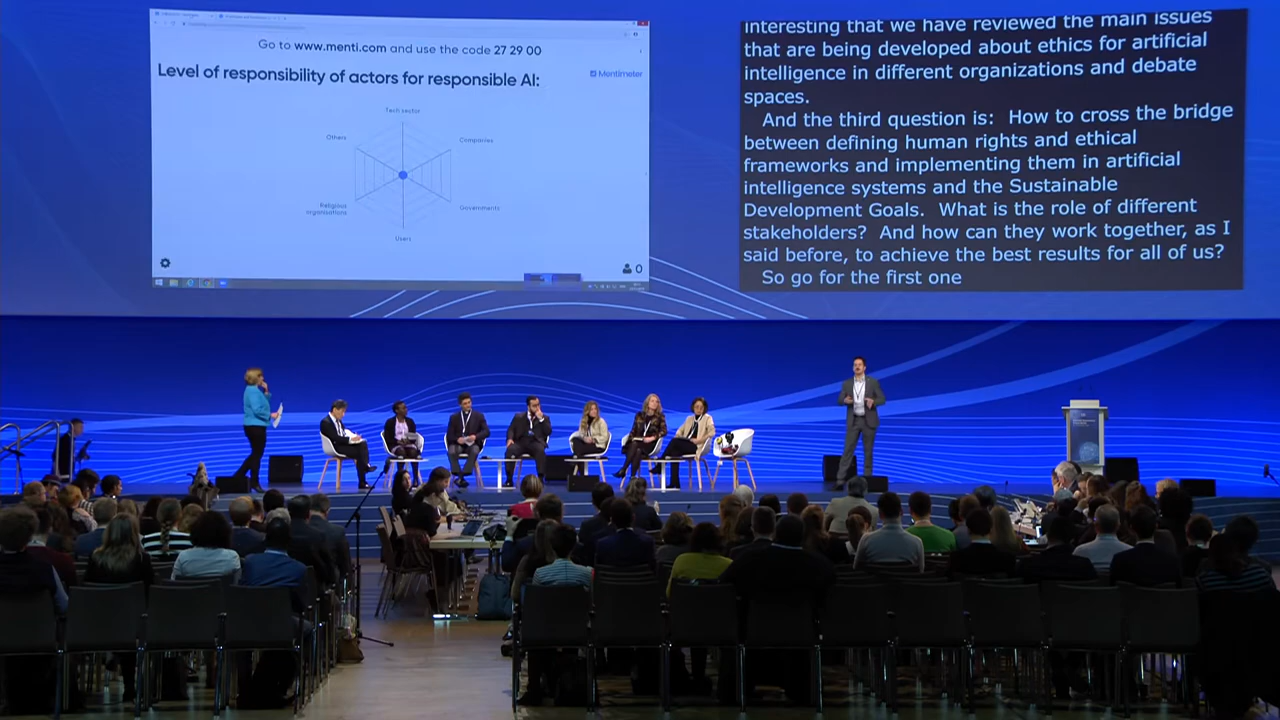 Go to www.menti.com and use the code 27 29 00
Level of responsibility of actors for responsible AI:
Mentimeter
Tech sector
Others
Companies
Religious
organisations
Governments
Users
0
interesting that we have reviewed the main issues
that are being developed about ethics for artificial
intelligence in different organizations and debate
spaces.
And the third question is: How to cross the bridge
between defining human rights and ethical
frameworks and implementing them in artificial
intelligence systems and the Sustainable
Development Goals. What is the role of different
stakeholders? And how can they work together, as I
said before, to achieve the best results for all of us?
So go for the first one